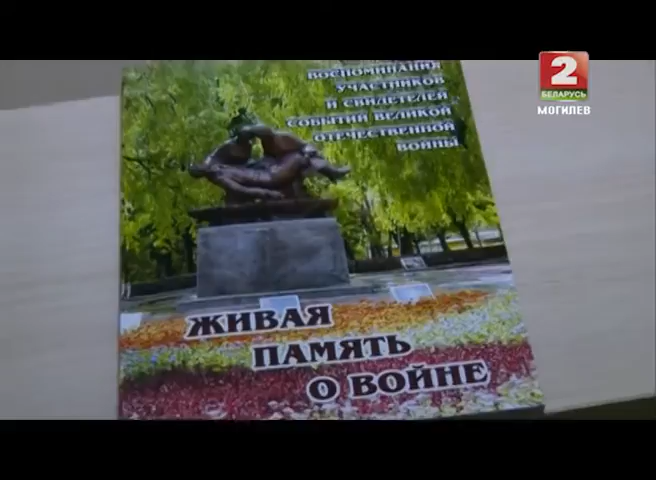 ВОСПОМИНАНИЯ
УЧАСТНИКОВ
И СВИДЕТЕЛЕЙ
СОБЫТИЙ ВЕЛИКОЙ
ОТЕЧЕСТВЕННОЙ
ВОЙНЫ
2
БЕЛАРУСЬ
МОГИЛЕВ
ЖИВАЯ
ПАМЯТЬ
О ВОЙНЕ